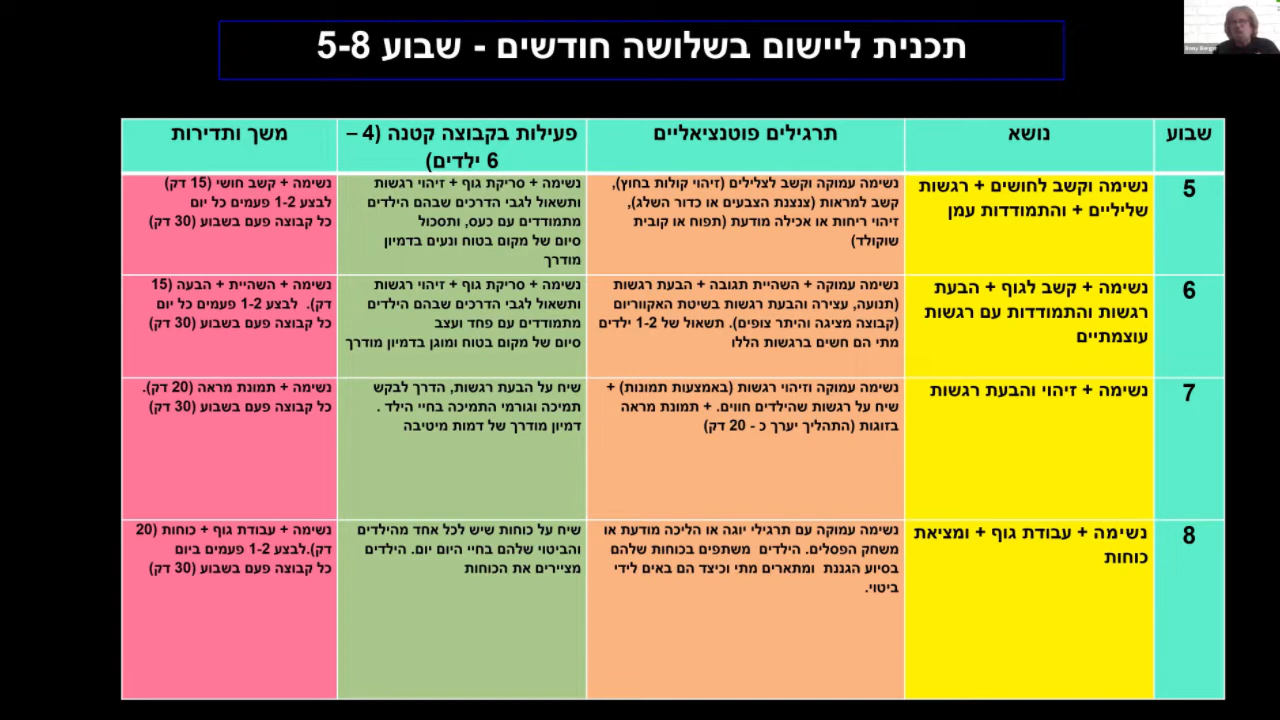 תכנית ליישום בשלושה חודשים - שבוע 5-8
שבוע
נושא
תרגילים פוטנציאליים
פעילות בקבוצה קטנה (4 –
6 ילדים)
משך ותדירות
5
נשימה וקשב לחושים + רגשות
שליליים + והתמודדות עמן
נשימה עמוקה וקשב לצלילים (זיהוי קולות בחוץ),
קשב למראות (צנצנת הצבעים או כדור השלג),
זיהוי ריחות או אכילה מודעת (תפוח או קובית
שוקולד)
נשימה + סריקת גוף + זיהוי רגשות
ותשאול לגבי הדרכים שבהם הילדים
מתמודדים עם כעס, ותסכול
סיום של מקום בטוח ונעים בדמיון
מודרך
נשימה + קשב חושי (15 דק)
לבצע 1-2 פעמים כל יום
כל קבוצה פעם בשבוע (30 דק)
6
נשימה + קשב לגוף + הבעת
רגשות והתמודדות עם רגשות
עוצמתיים
נשימה עמוקה + השהיית תגובה + הבעת רגשות
(תנועה, עצירה והבעת רגשות בשיטת האקווריום
(קבוצה מציגה והיתר צופים). תשאול של 1-2 ילדים
מתי הם חשים ברגשות הללו
נשימה + סריקת גוף + זיהוי רגשות
ותשאול לגבי הדרכים שבהם הילדים
מתמודדים עם פחד ועצב
סיום של מקום בטוח ומוגן בדמיון מודרך
נשימה + השהיית + הבעה (15
דק).  לבצע 1-2 פעמים כל יום
כל קבוצה פעם בשבוע (30 דק)
7
נשימה + זיהוי והבעת רגשות
נשימה עמוקה וזיהוי רגשות (באמצעות תמונות) +
שיח על רגשות שהילדים חווים. + תמונת מראה
בזוגות (התהליך יערך כ - 20 דק)
שיח על הבעת רגשות, הדרך לבקש
תמיכה וגורמי התמיכה בחיי הילד .
דמיון מודרך של דמות מיטיבה
נשימה + תמונת מראה (20 דק).
כל קבוצה פעם בשבוע (30 דק)
8
נשימה + עבודת גוף + ומציאת
כוחות
נשימה עמוקה עם תרגילי יוגה או הליכה מודעת או
משחק הפסלים. הילדים  משתפים בכוחות שלהם
בסיוע הגננת  ומתארים מתי וכיצד הם באים לידי
ביטוי.
שיח על כוחות שיש לכל אחד מהילדים
והביטוי שלהם בחיי היום יום. הילדים
מציירים את הכוחות
נשימה + עבודת גוף + כוחות (20
דק).לבצע 1-2 פעמים ביום
כל קבוצה פעם בשבוע (30 דק)